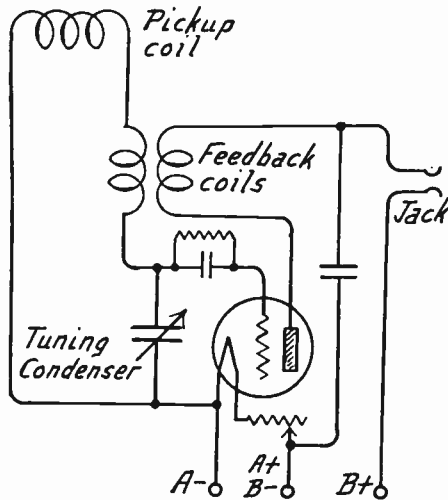 Pickup
coil
Feedback
coils
Jack
Tuning
Condenser
A-
A+
B-
B+